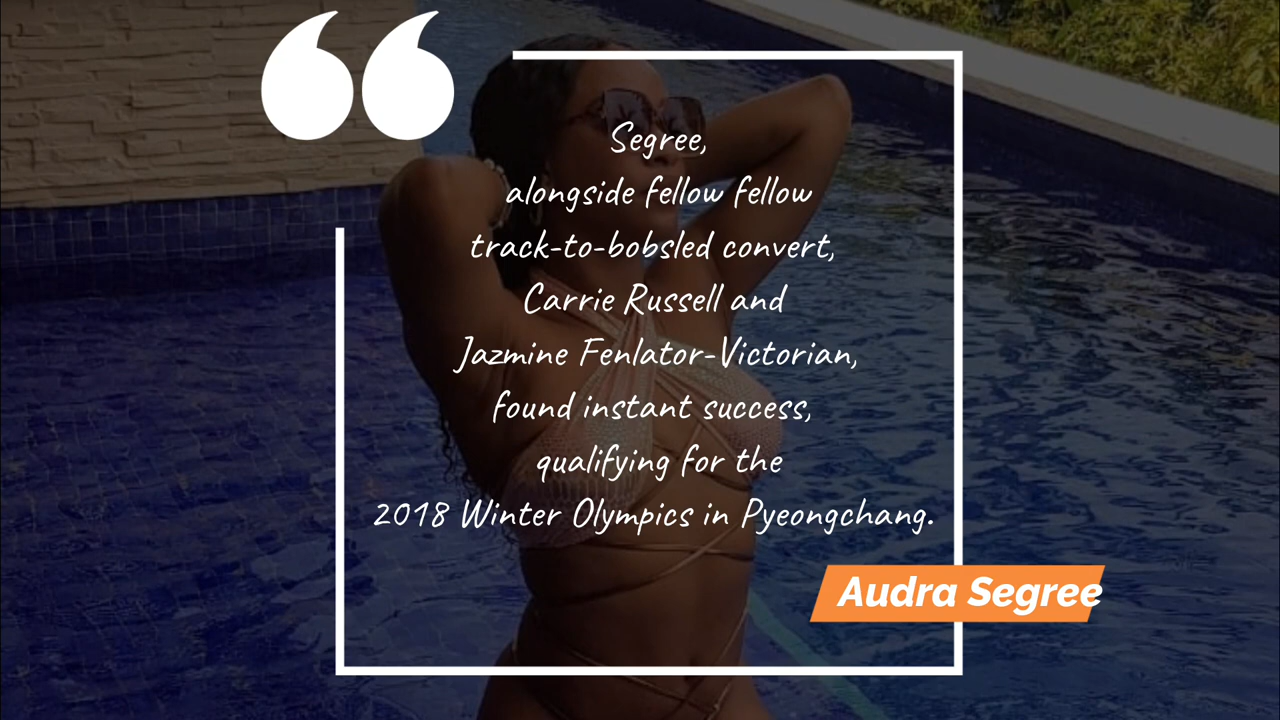 Segree,
alongside fellow fellow
track-to-bobsled convert,
Carrie Russell and
Jazmine Fenlator-Victorian,
found instant success,
qualifying for the
2018 Winter Olympics in Pyeongchang.
Audra Segree